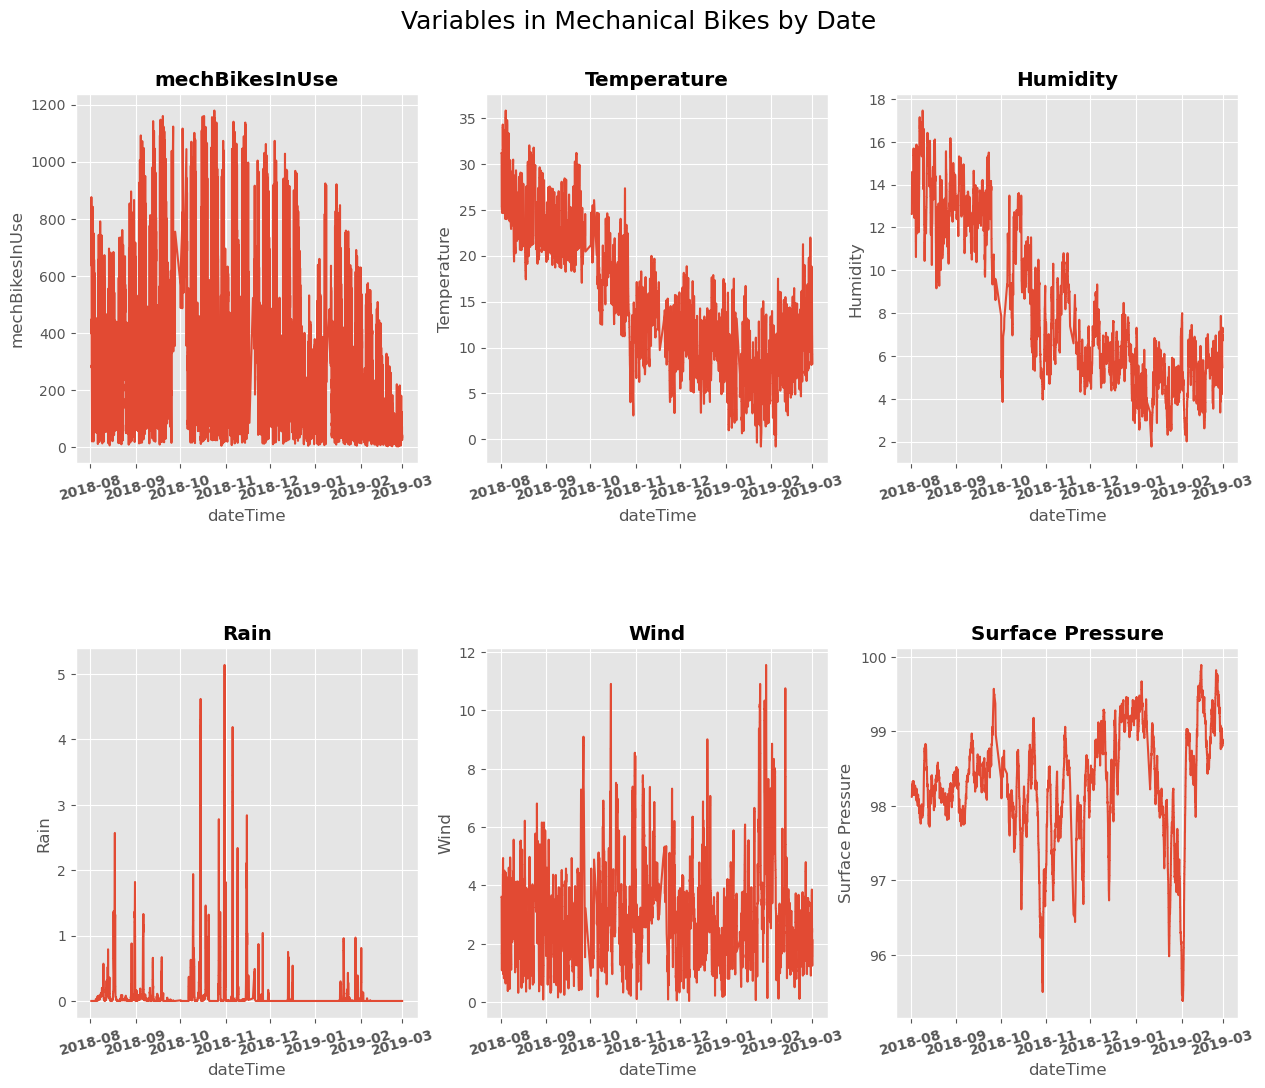 Variables in Mechanical Bikes by Date
mechBikesInUse
Temperature
Humidity
mechBikesInUse
1200
1000
800
600
400
200
0
Temperature
35
30
25
20
15
10
5
0
Humidity
18
16
14
12
10
8
6
4
2
2018-08 2018-09 2018-10 2018-11 2018-12 2019-01 2019-02 2019-03
2018-08 2018-09 2018-10 2018-11 2018-12 2019-01 2019-02 2019-03
2018-08 2018-09 2018-10 2018-11 2018-12 2019-01 2019-02 2019-03
dateTime
dateTime
dateTime
Rain
Wind
Surface Pressure
Rain
5
4
3
2
1
0
Wind
12
10
8
6
4
2
0
Surface Pressure
100
99
98
97
96
2018-08 2018-09 2018-10 2018-11 2018-12 2019-01 2019-02 2019-03
2018-08 2018-09 2018-10 2018-11 2018-12 2019-01 2019-02 2019-03
2018-08 2018-09 2018-10 2018-11 2018-12 2019-01 2019-02 2019-03
dateTime
dateTime
dateTime